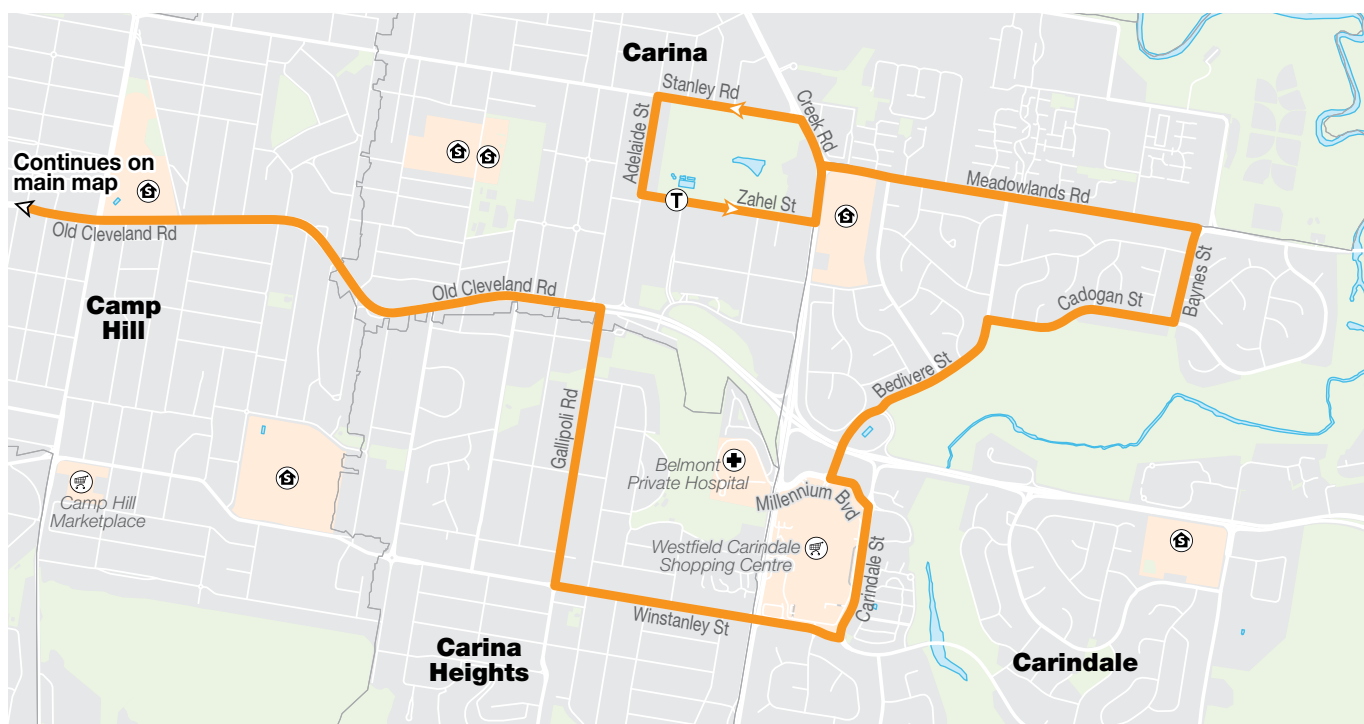 Carina
Stanley Rd
Creek Rd
Adelaide St
Continues on
main map
S
S
S
Zahel St
T
Meadowlands Rd
S
Old Cleveland Rd
Baynes St
Old Cleveland Rd
Cadogan St
Camp
Hill
Bedivere St
Gallipoli Rd
Belmont
Private Hospital
S
Millennium Bvd
Camp Hill
Marketplace
Westfield Carindale
Shopping Centre
S
Carindale St
Winstanley St
Carina
Heights
Carindale